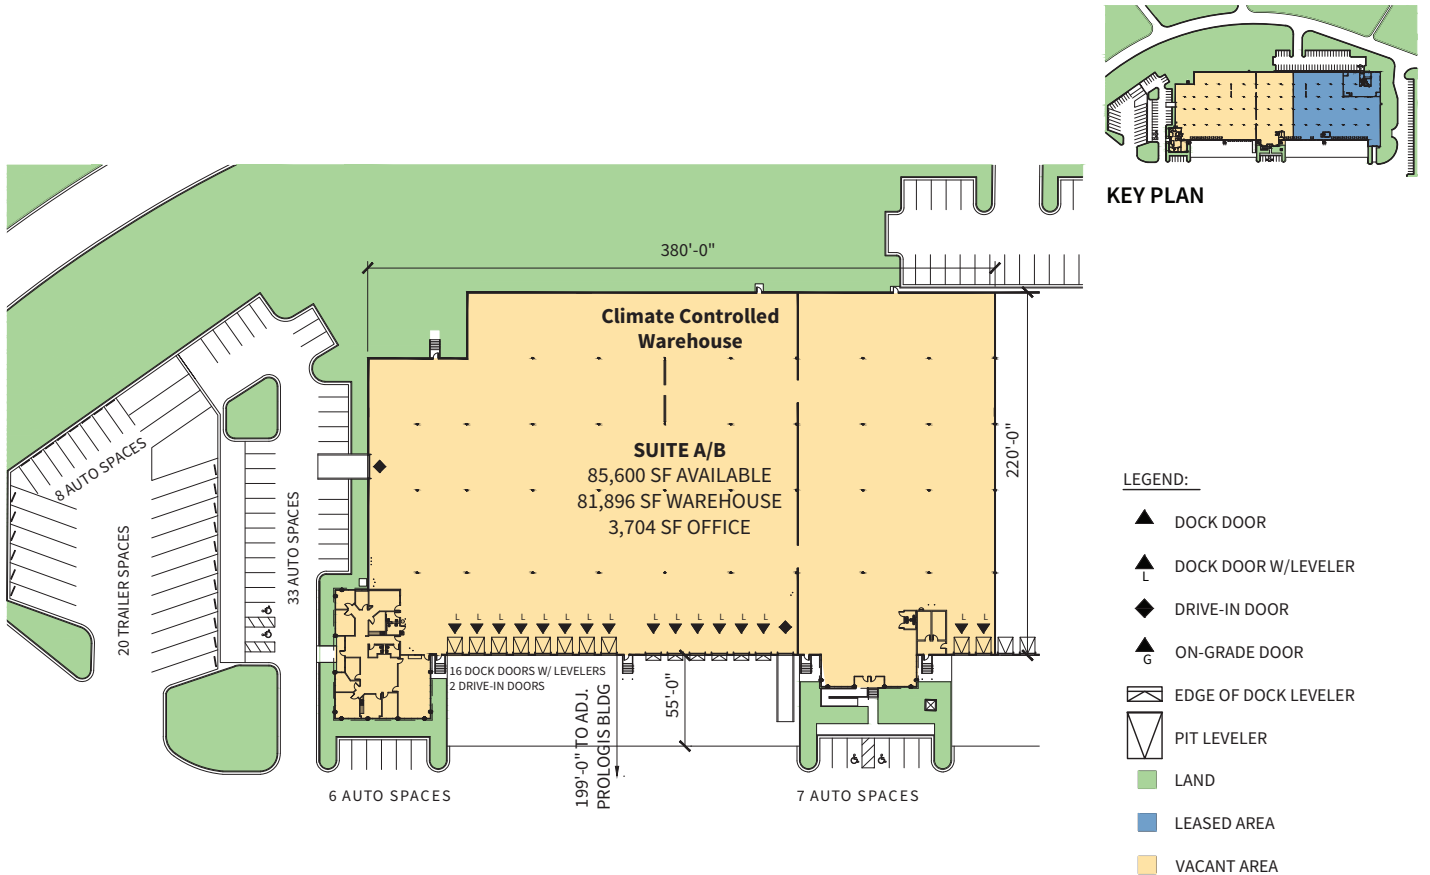 KEY PLAN
380'-0"
Climate Controlled
Warehouse
SUITE A/B
85,600 SF AVAILABLE
81,896 SF WAREHOUSE
3,704 SF OFFICE
220'-0"
8 AUTO SPACES
20 TRAILER SPACES
33 AUTO SPACES
L L L L L L L L L L L L L L L L
16 DOCK DOORS W/ LEVELERS
2 DRIVE-IN DOORS
199'-0" TO ADJ.
PROLOGIS BLDG
55'-0"
6 AUTO SPACES
7 AUTO SPACES
LEGEND:
DOCK DOOR
L
DOCK DOOR W/LEVELER
DRIVE-IN DOOR
G
ON-GRADE DOOR
EDGE OF DOCK LEVELER
PIT LEVELER
LAND
LEASED AREA
VACANT AREA